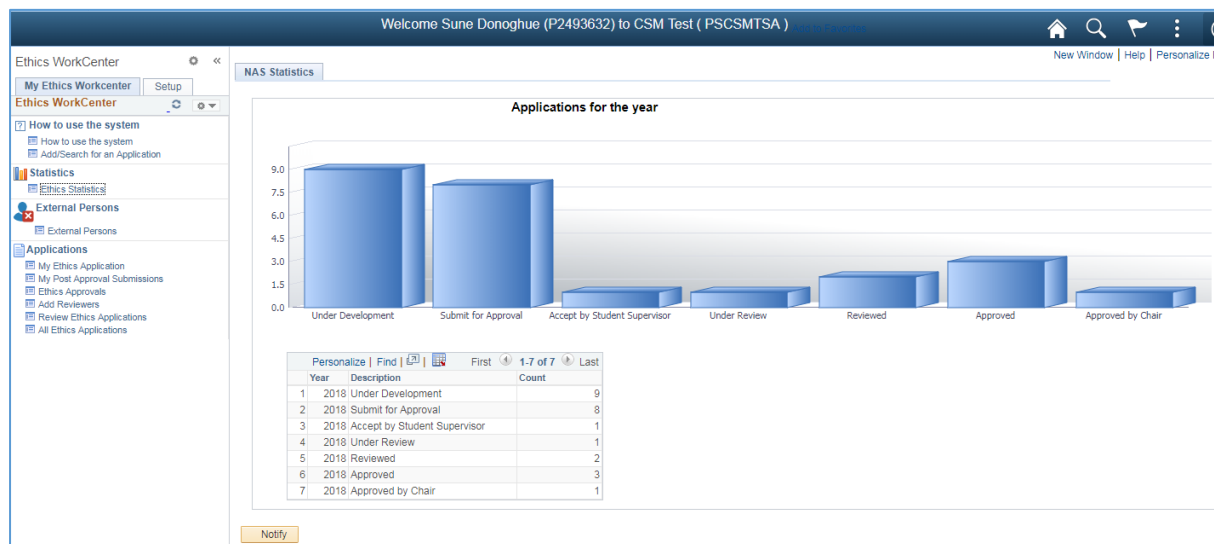 Welcome Sune Donoghue (P2493632) to CSM Test ( PSCSMTSA ) Add to Favorites
New Window | Help | Personalize
Ethics WorkCenter
My Ethics Workcenter Setup
Ethics WorkCenter
How to use the system
How to use the system
Add/Search for an Application
Statistics
Ethics Statistics
External Persons
External Persons
Applications
My Ethics Application
My Post Approval Submissions
Ethics Approvals
Add Reviewers
Review Ethics Applications
All Ethics Applications
NAS Statistics
Applications for the year
9.0
7.5
6.0
4.5
3.0
1.5
0.0
Under Development Submit for Approval Accept by Student Supervisor Under Review Reviewed Approved Approved by Chair
Personalize | Find | | First 1-7 of 7 Last
Year Description Count
1 2018 Under Development 9
2 2018 Submit for Approval 8
3 2018 Accept by Student Supervisor 1
4 2018 Under Review 1
5 2018 Reviewed 2
6 2018 Approved 3
7 2018 Approved by Chair 1
Notify